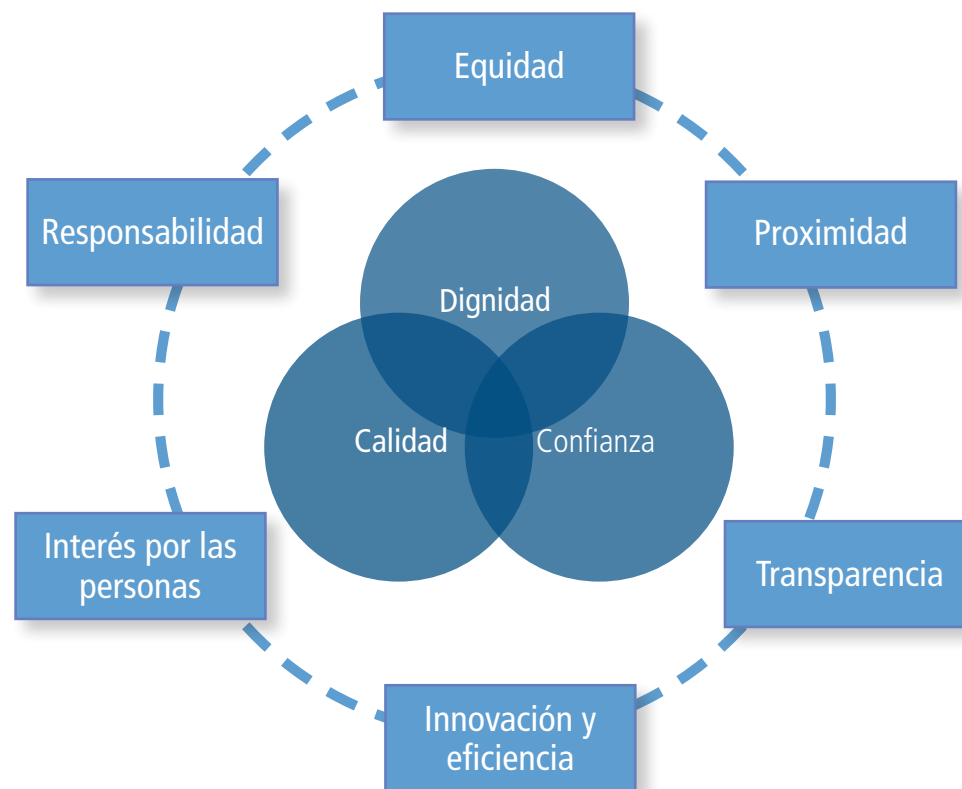 Equidad
Responsabilidad
Proximidad
Dignidad
Calidad
Confianza
Interés por las
personas
Transparencia
Innovación y
eficiencia